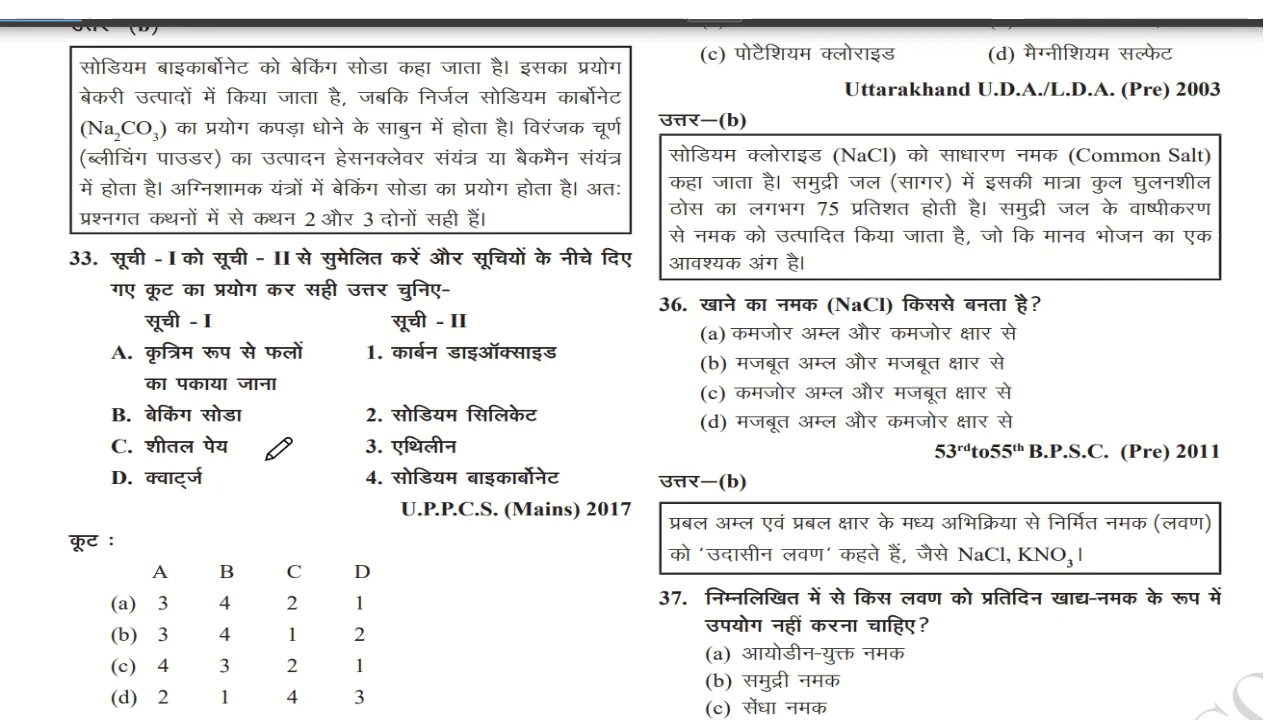 उत्तर–(b)
सोडियम बाइकार्बोनेट को बेकिंग सोडा कहा जाता है। इसका प्रयोग
बेकरी उत्पादों में किया जाता है, जबकि निर्जल सोडियम कार्बोनेट
(Na₂CO₃) का प्रयोग कपड़ा धोने के साबुन में होता है। विरंजक चूर्ण
(ब्लीचिंग पाउडर) का उत्पादन हेसनक्लेवर संयंत्र या बैकमैन संयंत्र
में होता है। अग्निशामक यंत्रों में बेकिंग सोडा का प्रयोग होता है। अतः
प्रश्नगत कथनों में से कथन 2 और 3 दोनों सही हैं।
33. सूची - I को सूची - II से सुमेलित करें और सूचियों के नीचे दिए
गए कूट का प्रयोग कर सही उत्तर चुनिए-
सूची - I सूची - II
A. कृत्रिम रूप से फलों 1. कार्बन डाइऑक्साइड
का पकाया जाना
B. बेकिंग सोडा 2. सोडियम सिलिकेट
C. शीतल पेय 3. एथिलीन
D. क्वाट्र्ज 4. सोडियम बाइकार्बोनेट
U.P.P.C.S. (Mains) 2017
कूट :
A B C D
(a) 3 4 2 1
(b) 3 4 1 2
(c) 4 3 2 1
(d) 2 1 4 3
(c) पोटैशियम क्लोराइड (d) मैग्नीशियम सल्फेट
Uttarakhand U.D.A./L.D.A. (Pre) 2003
उत्तर–(b)
सोडियम क्लोराइड (NaCl) को साधारण नमक (Common Salt)
कहा जाता है। समुद्री जल (सागर) में इसकी मात्रा कुल घुलनशील
ठोस का लगभग 75 प्रतिशत होती है। समुद्री जल के वाष्पीकरण
से नमक को उत्पादित किया जाता है, जो कि मानव भोजन का एक
आवश्यक अंग है।
36. खाने का नमक (NaCl) किससे बनता है?
(a) कमजोर अम्ल और कमजोर क्षार से
(b) मजबूत अम्ल और मजबूत क्षार से
(c) कमजोर अम्ल और मजबूत क्षार से
(d) मजबूत अम्ल और कमजोर क्षार से
53ʳᵈto55ᵗʰ B.P.S.C. (Pre) 2011
उत्तर–(b)
प्रबल अम्ल एवं प्रबल क्षार के मध्य अभिक्रिया से निर्मित नमक (लवण)
को ‘उदासीन लवण’ कहते हैं, जैसे NaCl, KNO₃।
37. निम्नलिखित में से किस लवण को प्रतिदिन खाद्य-नमक के रूप में
उपयोग नहीं करना चाहिए?
(a) आयोडीन-युक्त नमक
(b) समुद्री नमक
(c) सेंधा नमक